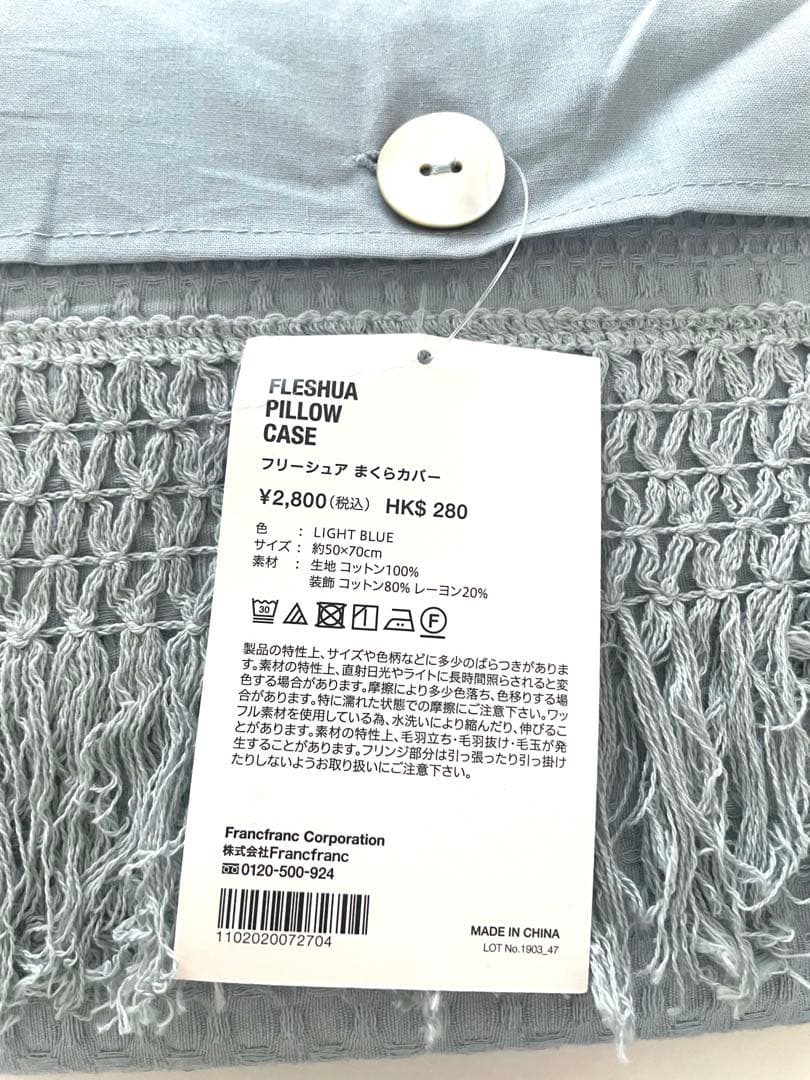 FLESHUA
PILLOW
CASE
フリーシュア まくらカバー
¥2,800(税込) HK$ 280
色 : LIGHT BLUE
サイズ : 約50×70cm
素材 : 生地 コットン100%
装飾 コットン80% レーヨン20%
30
F
製品の特性上、サイズや色柄などに多少のばらつきがありま
す。素材の特性上、直射日光やライトに長時間照らされると変
色する場合があります。摩擦により多少色落ち、色移りする場
合があります。特に濡れた状態での摩擦にご注意下さい。ワッ
フル素材を使用している為、水洗いにより縮んだり、伸びるこ
とがあります。素材の特性上、毛羽立ち・毛羽抜け・毛玉が発
生することがあります。フリンジ部分は引っ張ったり引っ掛け
たりしないようお取り扱いにご注意下さい。
Francfranc Corporation
株式会社Francfranc
0120-500-924
1102020072704
MADE IN CHINA
LOT No.1903_47